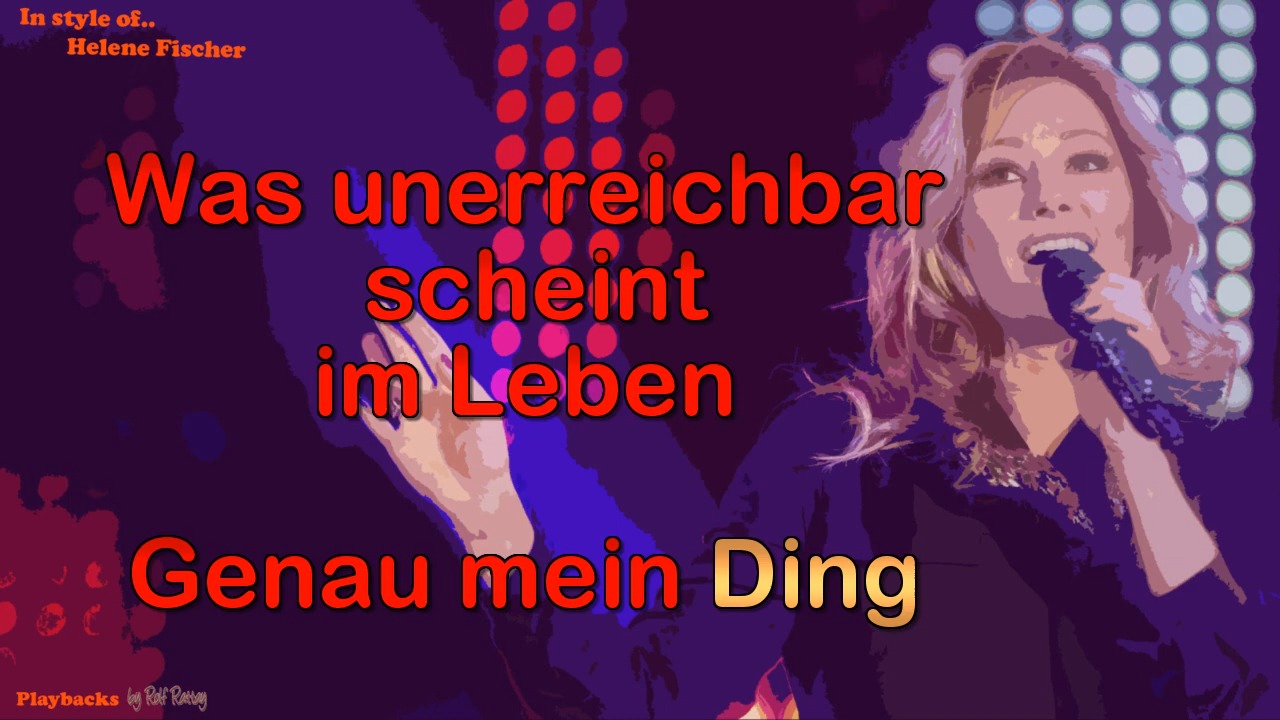 In style of..
Helene Fischer
Was unerreichbar
scheint
im Leben
Genau mein Ding
Playbacks by Rolf Rattay